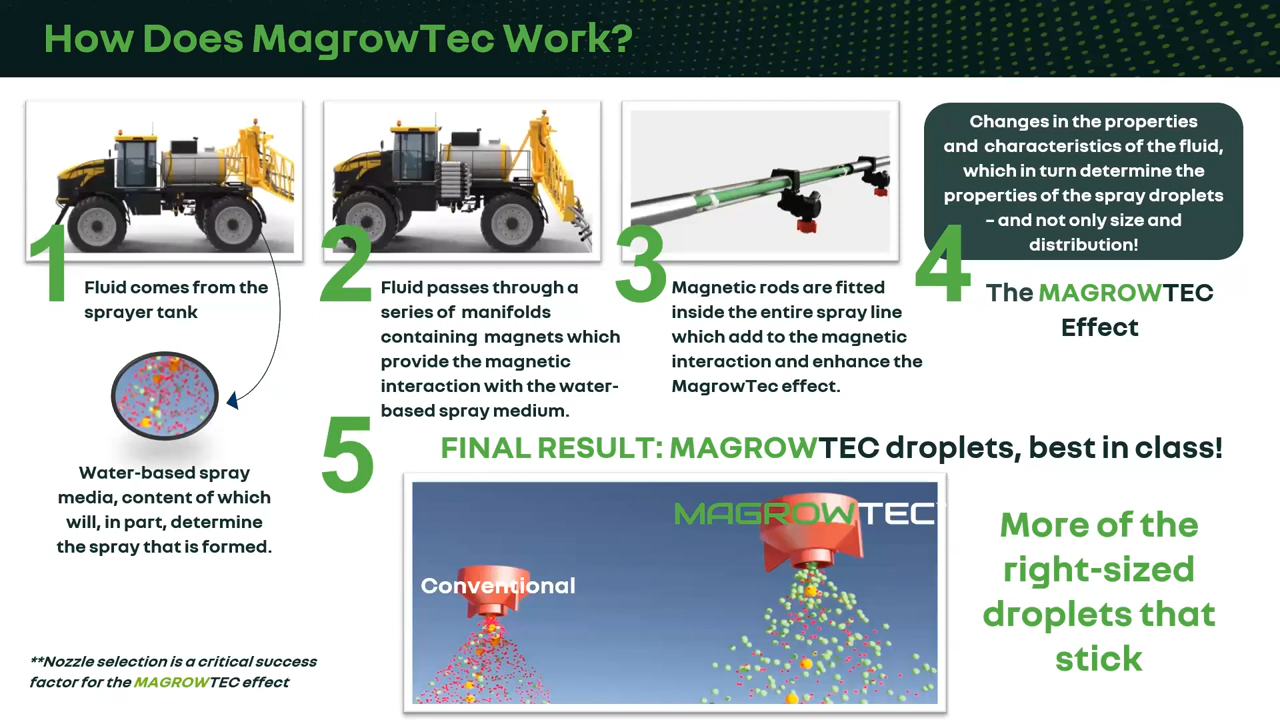 How Does MagrowTec Work?
1
Fluid comes from the
sprayer tank
Water-based spray
media, content of which
will, in part, determine
the spray that is formed.
2
Fluid passes through a
series of manifolds
containing magnets which
provide the magnetic
interaction with the water-
based spray medium.
3
Magnetic rods are fitted
inside the entire spray line
which add to the magnetic
interaction and enhance the
MagrowTec effect.
Changes in the properties
and characteristics of the fluid,
which in turn determine the
properties of the spray droplets
– and not only size and
distribution!
4
The MAGROWTEC
Effect
5
FINAL RESULT: MAGROWTEC droplets, best in class!
MAGROWTEC
Conventional
More of the
right-sized
droplets that
stick
**Nozzle selection is a critical success
factor for the MAGROWTEC effect